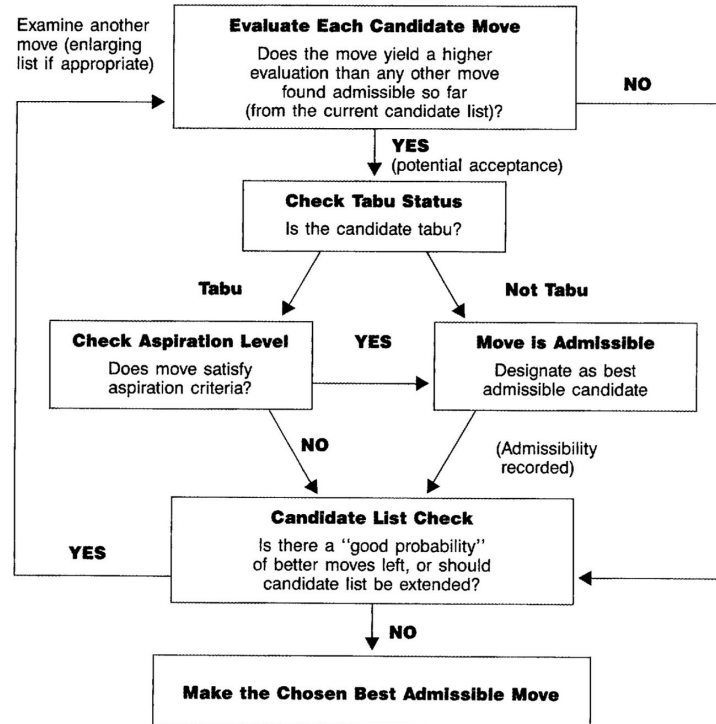 Examine another
move (enlarging
list if appropriate)
Evaluate Each Candidate Move
Does the move yield a higher
evaluation than any other move
found admissible so far
(from the current candidate list)?
NO
YES
(potential acceptance)
Check Tabu Status
Is the candidate tabu?
Tabu
Not Tabu
Check Aspiration Level
Does move satisfy
aspiration criteria?
YES
Move is Admissible
Designate as best
admissible candidate
NO
(Admissibility
recorded)
Candidate List Check
Is there a "good probability"
of better moves left, or should
candidate list be extended?
YES
NO
Make the Chosen Best Admissible Move